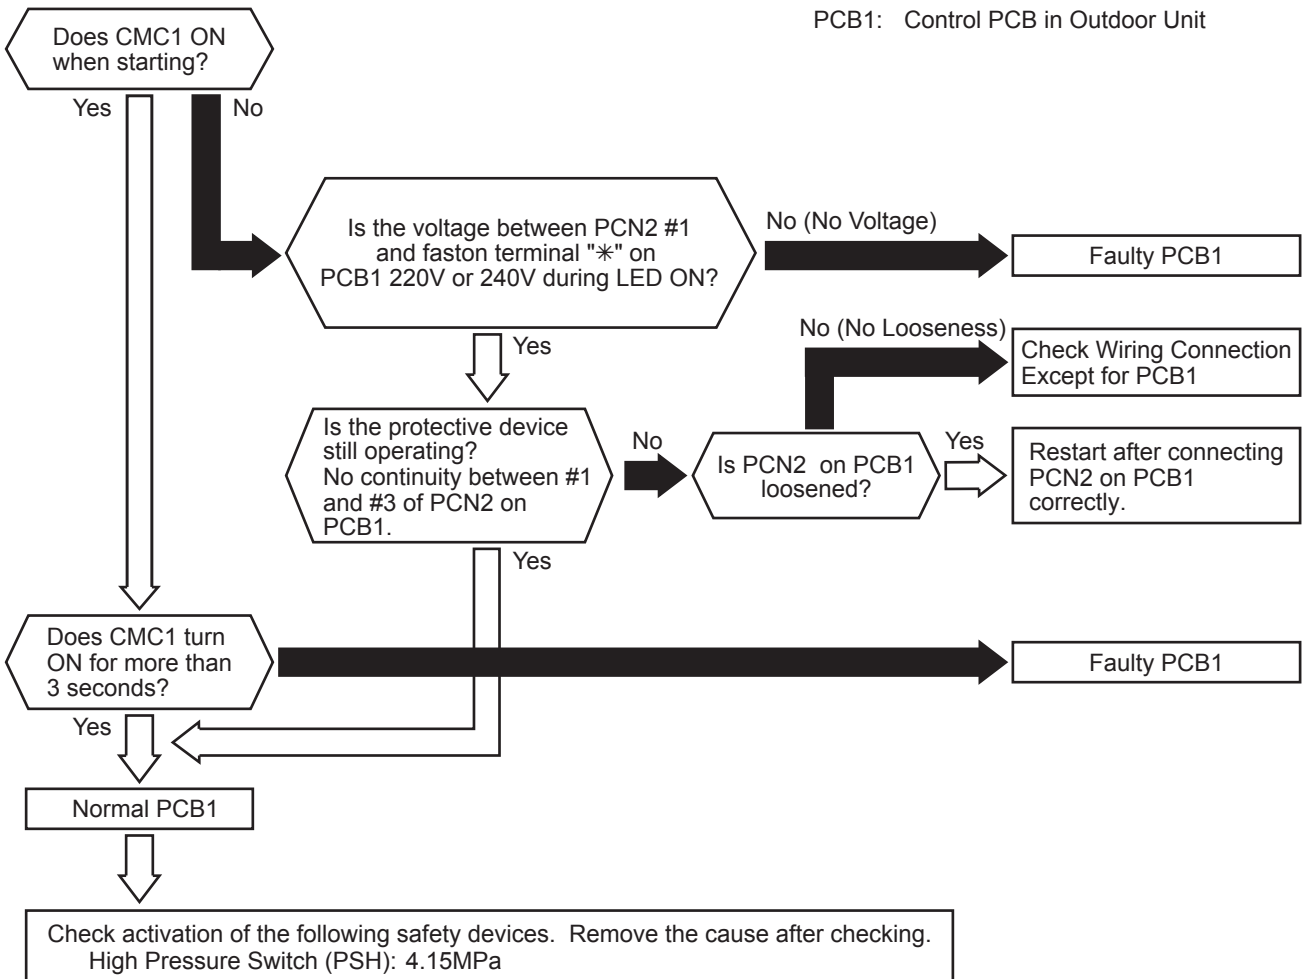 PCB1: Control PCB in Outdoor Unit
Does CMC1 ON
when starting?
Yes
No
Is the voltage between PCN2 #1
and faston terminal "✳" on
PCB1 220V or 240V during LED ON?
No (No Voltage)
Faulty PCB1
Yes
No (No Looseness)
Check Wiring Connection
Except for PCB1
Is the protective device
still operating?
No continuity between #1
and #3 of PCN2 on
PCB1.
No
Is PCN2 on PCB1
loosened?
Yes
Restart after connecting
PCN2 on PCB1
correctly.
Yes
Does CMC1 turn
ON for more than
3 seconds?
Faulty PCB1
Yes
Normal PCB1
Check activation of the following safety devices. Remove the cause after checking.
High Pressure Switch (PSH): 4.15MPa